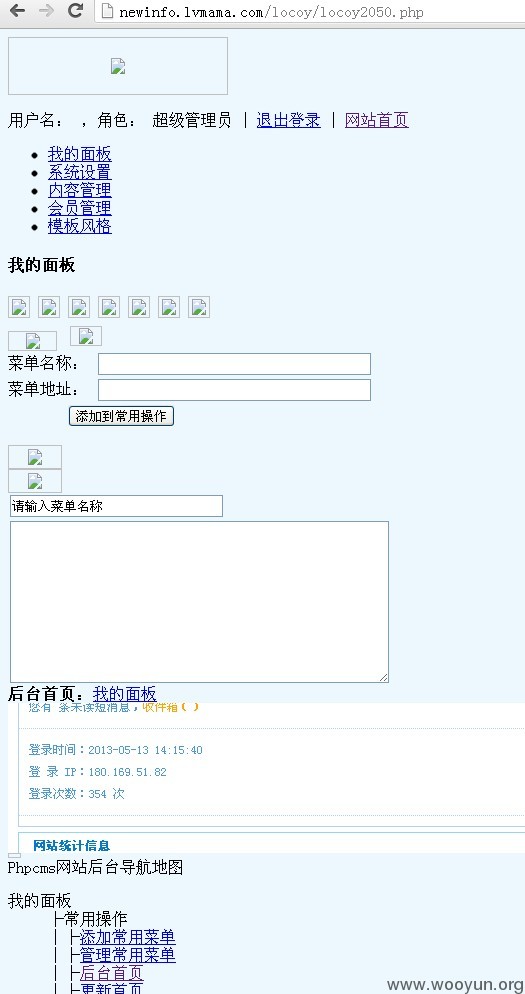 newinfo.lvmama.com/locoy/locoy2050.php
用户名： ，角色： 超级管理员 | 退出登录 | 网站首页
我的面板
系统设置
内容管理
会员管理
模板风格
我的面板
菜单名称：
菜单地址：
添加到常用操作
请输入菜单名称
后台首页：我的面板
您有 条未读短消息，收件箱( )
登录时间：2013-05-13 14:15:40
登 录 IP：180.169.51.82
登录次数：354 次
网站统计信息
Phpcms网站后台导航地图
我的面板
├常用操作
│ ├添加常用菜单
│ ├管理常用菜单
│ ├后台首页
│ ├更新首页
www.wooyun.org